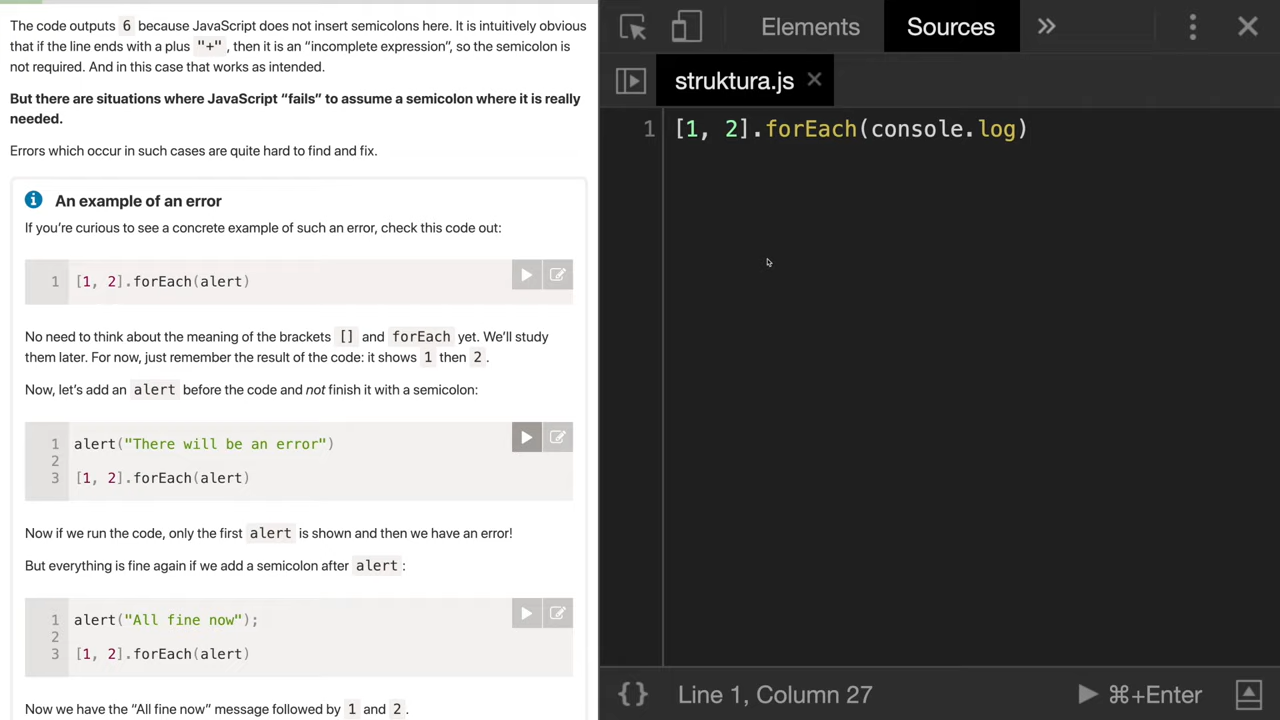 The code outputs 6 because JavaScript does not insert semicolons here. It is intuitively obvious
that if the line ends with a plus "+", then it is an “incomplete expression”, so the semicolon is
not required. And in this case that works as intended.
But there are situations where JavaScript “fails” to assume a semicolon where it is really
needed.
Errors which occur in such cases are quite hard to find and fix.
An example of an error
If you’re curious to see a concrete example of such an error, check this code out:
1 [1, 2].forEach(alert)
No need to think about the meaning of the brackets [] and forEach yet. We’ll study
them later. For now, just remember the result of the code: it shows 1 then 2.
Now, let’s add an alert before the code and not finish it with a semicolon:
1 alert("There will be an error")
2
3 [1, 2].forEach(alert)
Now if we run the code, only the first alert is shown and then we have an error!
But everything is fine again if we add a semicolon after alert:
1 alert("All fine now");
2
3 [1, 2].forEach(alert)
Now we have the “All fine now” message followed by 1 and 2.
Elements Sources »
struktura.js
1 [1, 2].forEach(console.log)
{} Line 1, Column 27 ⌘+Enter